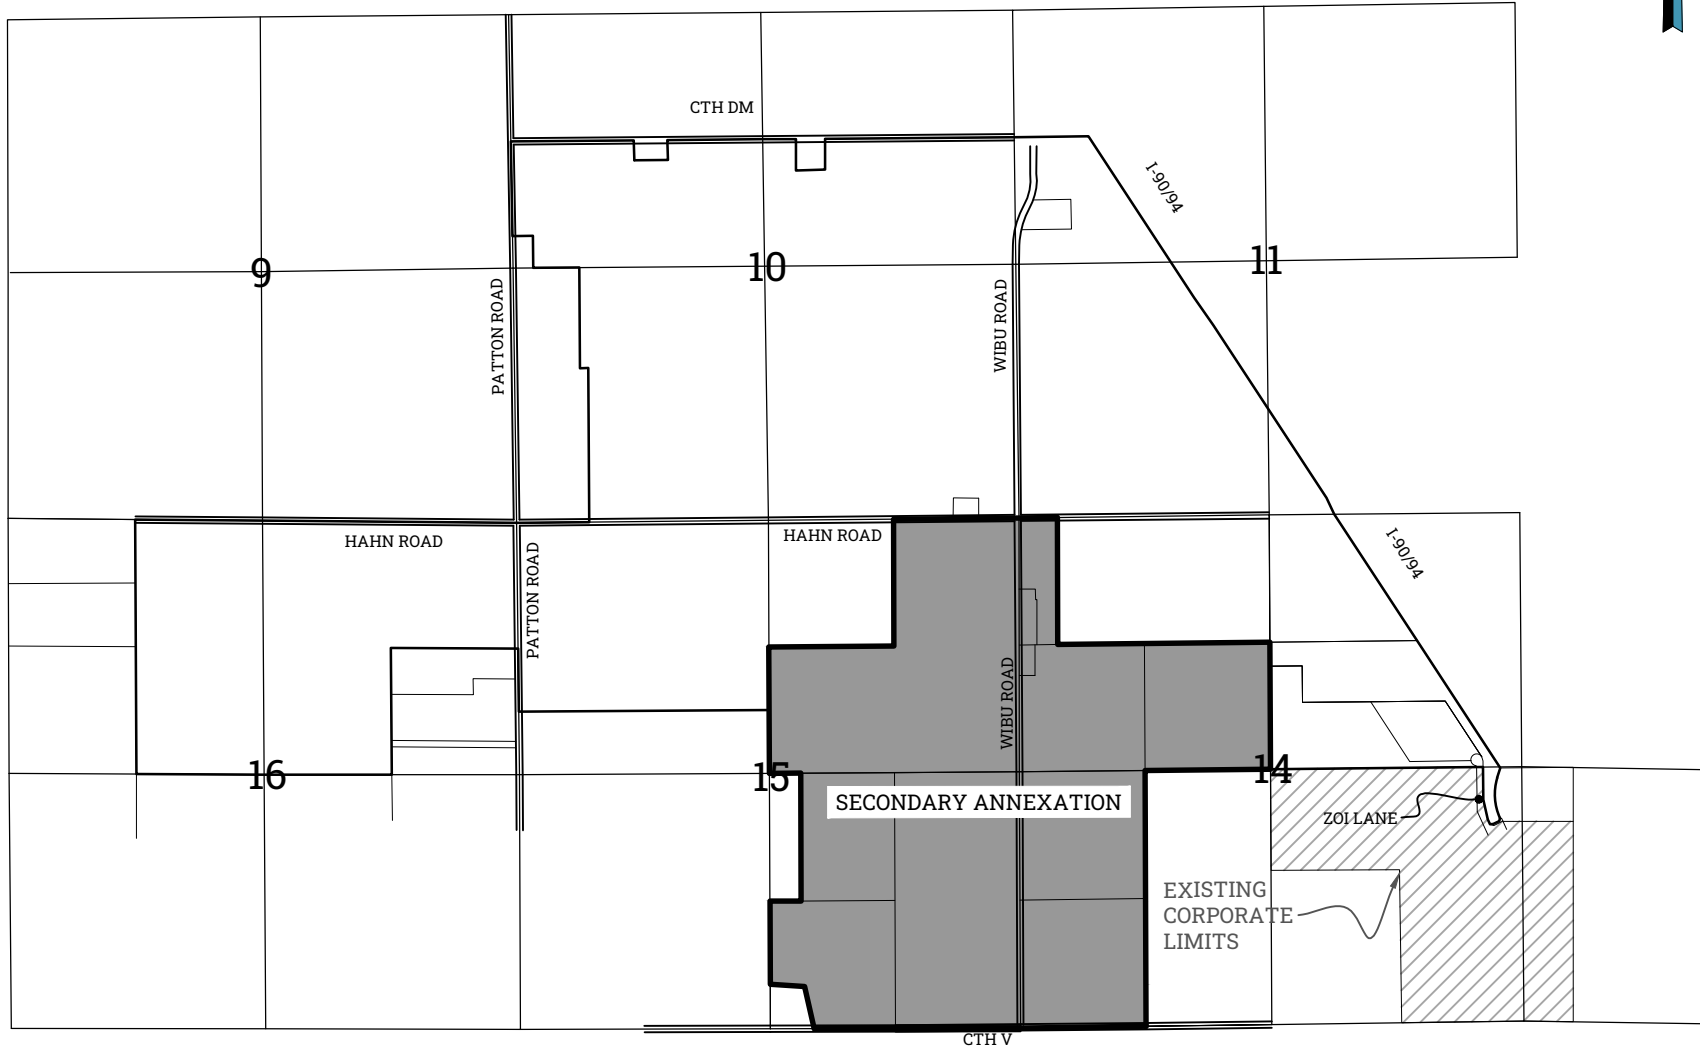 CTH DM
I-90/94
9
10
11
PATTON ROAD
WIBU ROAD
HAHN ROAD
HAHN ROAD
I-90/94
PATTON ROAD
WIBU ROAD
16
15
14
SECONDARY ANNEXATION
ZOI LANE
EXISTING
CORPORATE
LIMITS
CTH V